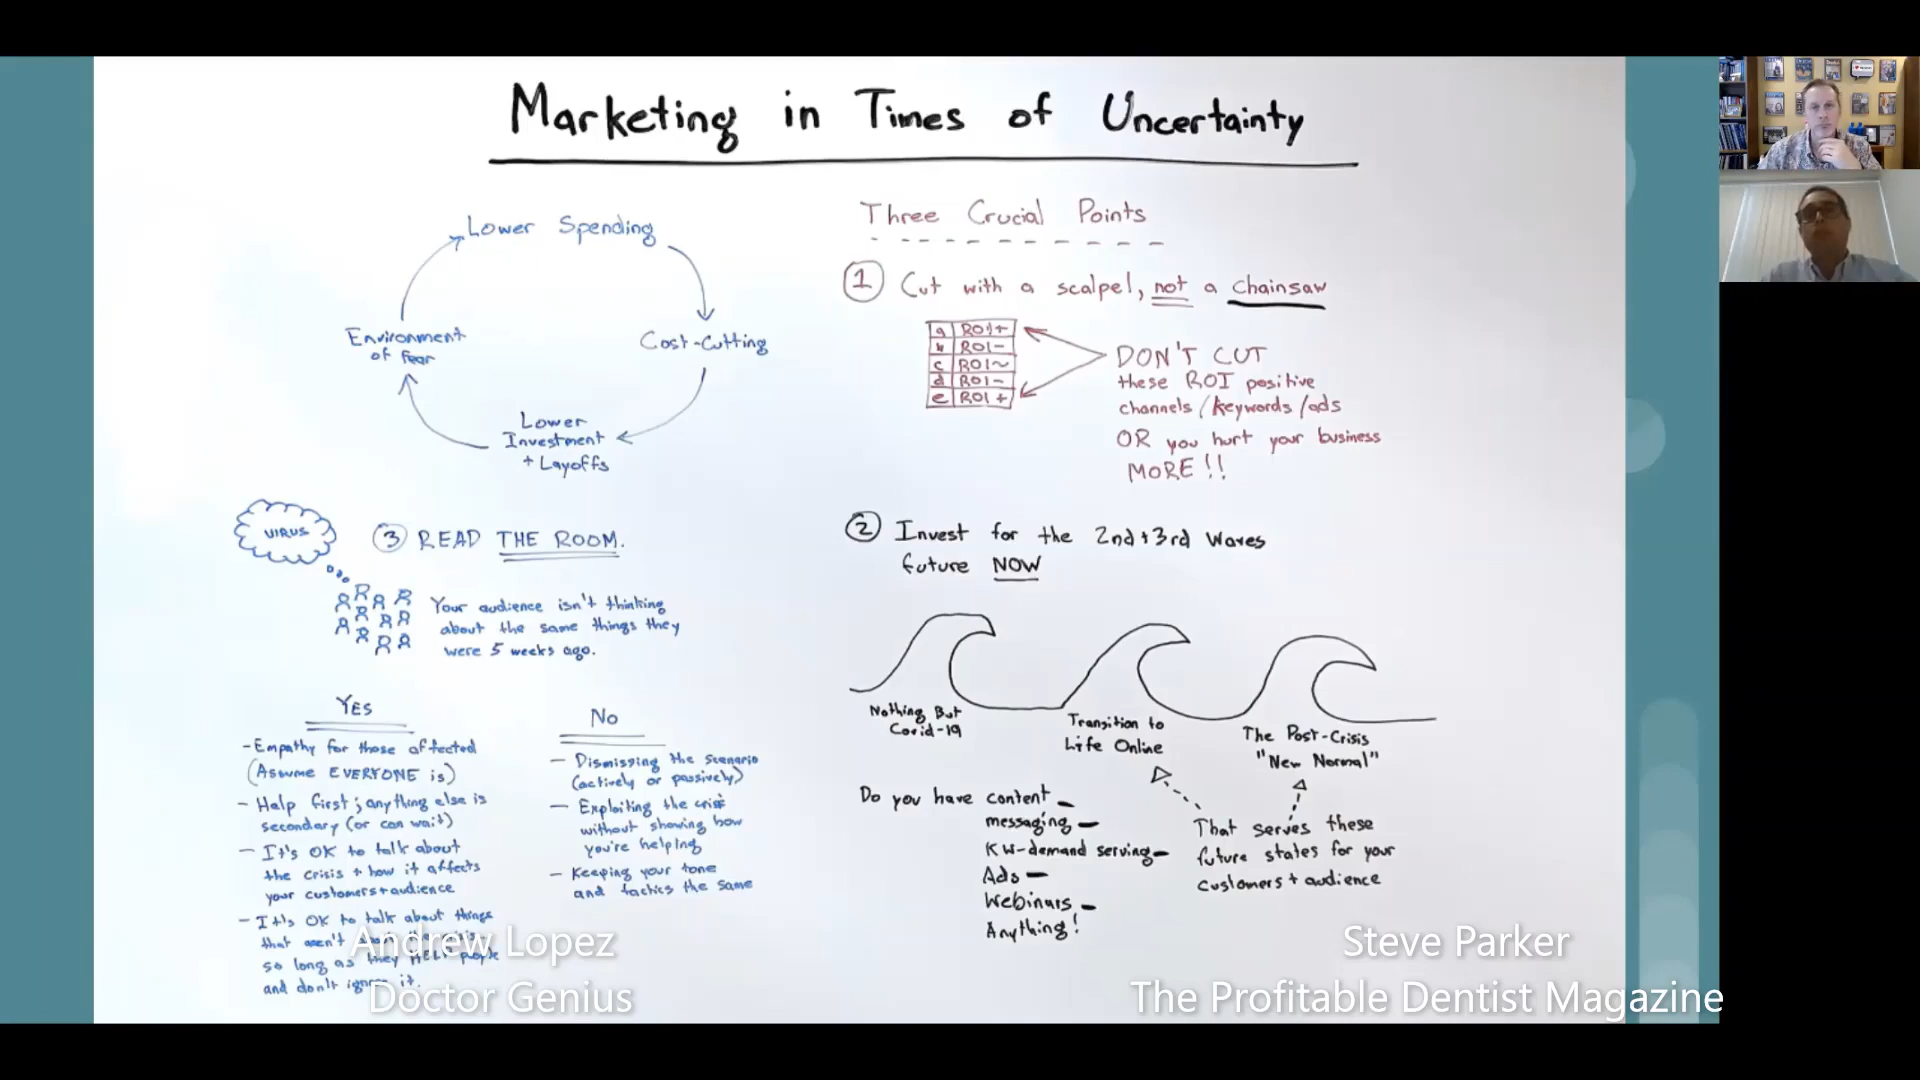 Marketing in Times of Uncertainty
Lower Spending
Cost-Cutting
Lower
Investment
+ Layoffs
Environment
of fear
Three Crucial Points
1 Cut with a scalpel, not a chainsaw
a ROI+
b ROI-
c ROI~
d ROI-
e ROI+
DON'T CUT
these ROI positive
channels/keywords/ads
OR you hurt your business
MORE!!
2 Invest for the 2nd+3rd Waves
future NOW
Nothing But
Covid-19
Transition to
Life Online
The Post-Crisis
"New Normal"
Do you have content
messaging
KW-demand serving
Ads
Webinars
Anything!
That serves these
future states for your
customers + audience
VIRUS
3 READ THE ROOM.
Your audience isn't thinking
about the same things they
were 5 weeks ago.
YES
- Empathy for those affected
(Assume EVERYONE is)
- Help first; anything else is
secondary (or can wait)
- It's OK to talk about
the crisis + how it affects
your customers + audience
- It's OK to talk about things
that aren't
so long as they HELP people
and don't ignore it.
No
- Dismissing the scenario
(actively or passively)
- Exploiting the crisis
without showing how
you're helping
- Keeping your tone
and tactics the same
Andrew Lopez
Doctor Genius
Steve Parker
The Profitable Dentist Magazine